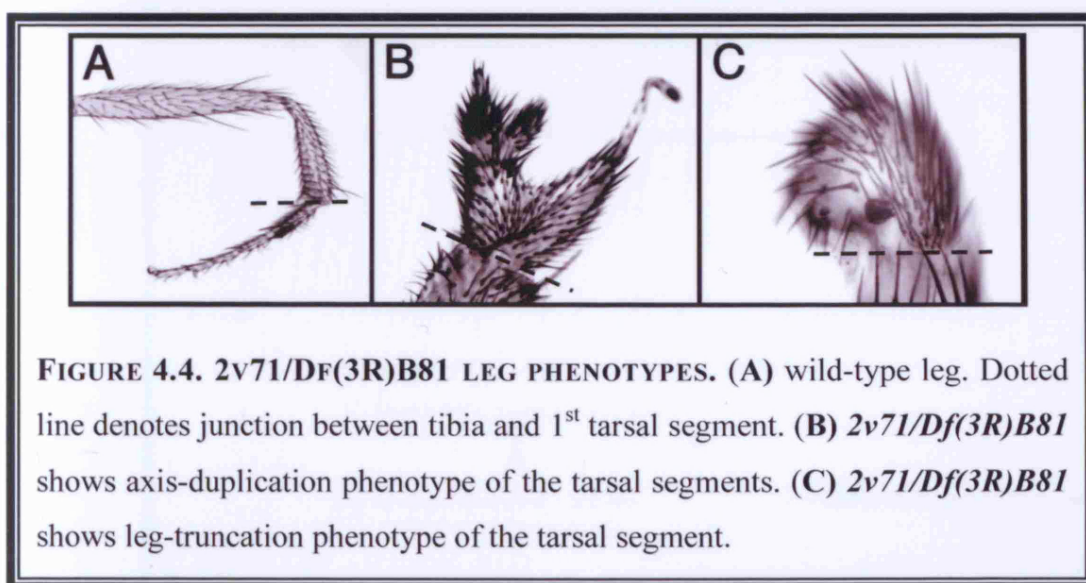 A B C
FIGURE 4.4. 2V71/DF(3R)B81 LEG PHENOTYPES. (A) wild-type leg. Dotted
line denotes junction between tibia and 1st tarsal segment. (B) 2v71/Df(3R)B81
shows axis-duplication phenotype of the tarsal segments. (C) 2v71/Df(3R)B81
shows leg-truncation phenotype of the tarsal segment.